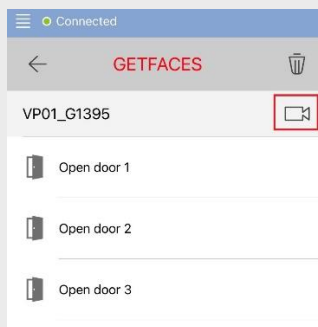 Connected
GETFACES
VP01_G1395
Open door 1
Open door 2
Open door 3